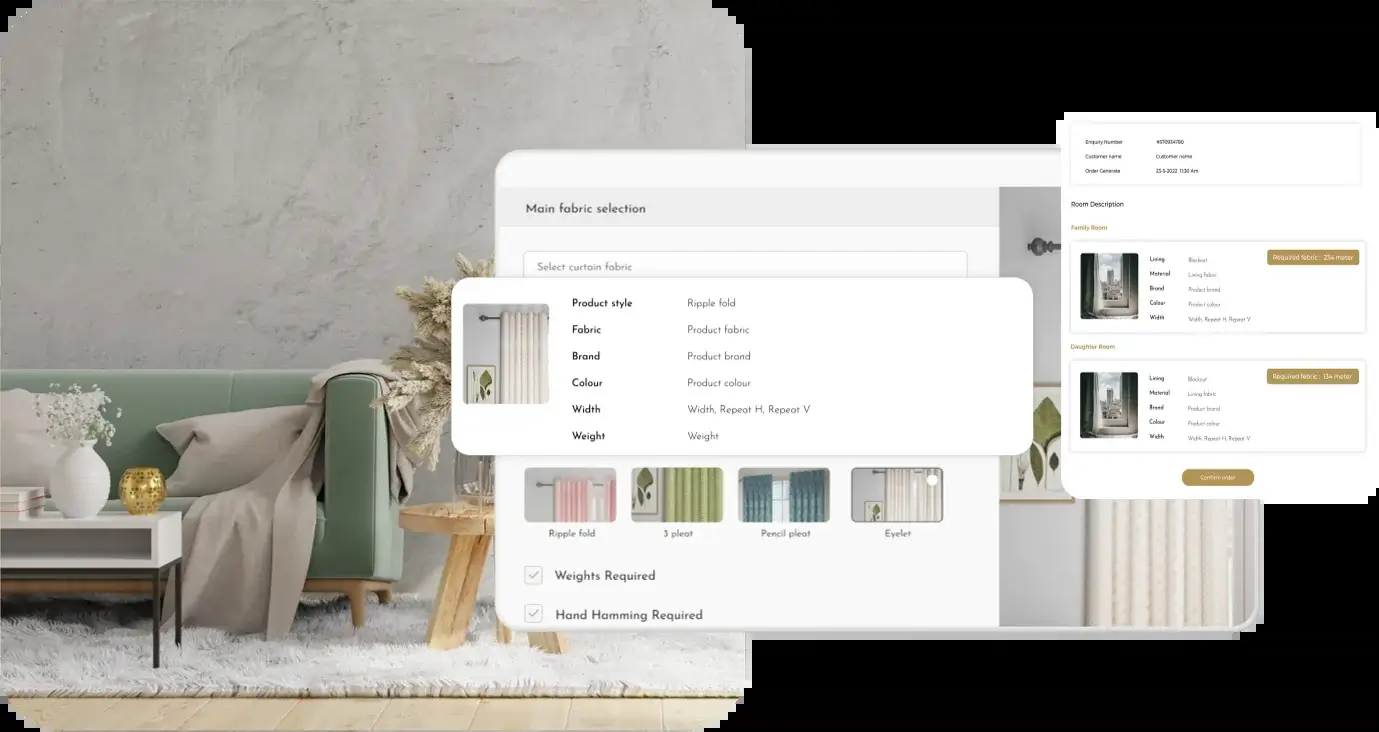 Main fabric selection
Select curtain fabric
Product style Ripple fold
Fabric Product fabric
Brand Product brand
Colour Product colour
Width Width, Repeat H, Repeat V
Weight Weight
Ripple fold 3 pleat Pencil pleat Eyelet
Weights Required
Hand Hamming Required
Enquiry Number #570934780
Customer name Customer name
Order Generate 23-5-2022 11:30 Am
Room Description
Family Room
Required fabric : 234 meter
Lining Blockout
Material Lining fabric
Brand Product brand
Colour Product colour
Width Width, Repeat H, Repeat V
Daughter Room
Required febric : 134 meter
Lining Blockout
Material Lining fabric
Brand Product brand
Colour Product colour
Width Width, Repeat H, Repeat V
Confirm order